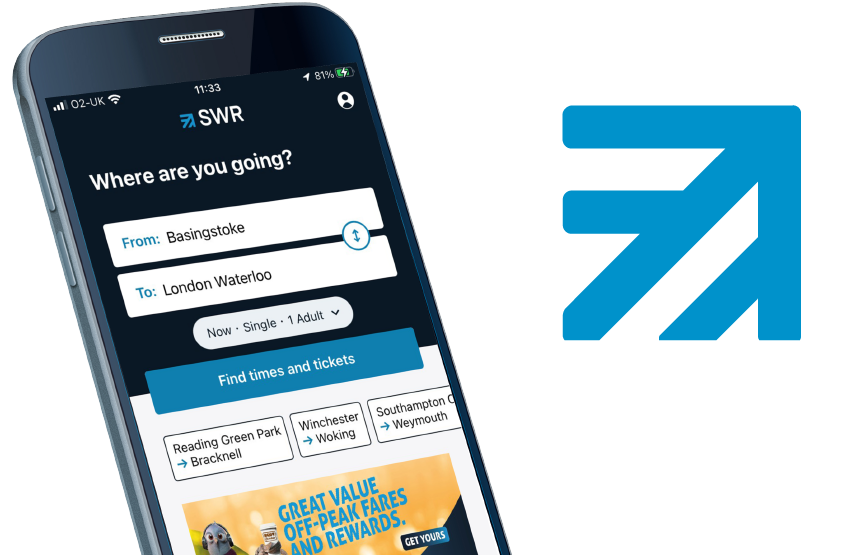 O2-UK
11:33
81%
SWR
Where are you going?
From: Basingstoke
To: London Waterloo
Now · Single · 1 Adult
Find times and tickets
Reading Green Park
→ Bracknell
Winchester
→ Woking
Southampton C
→ Weymouth
GREAT VALUE
OFF-PEAK FARES
AND REWARDS.
GET YOURS